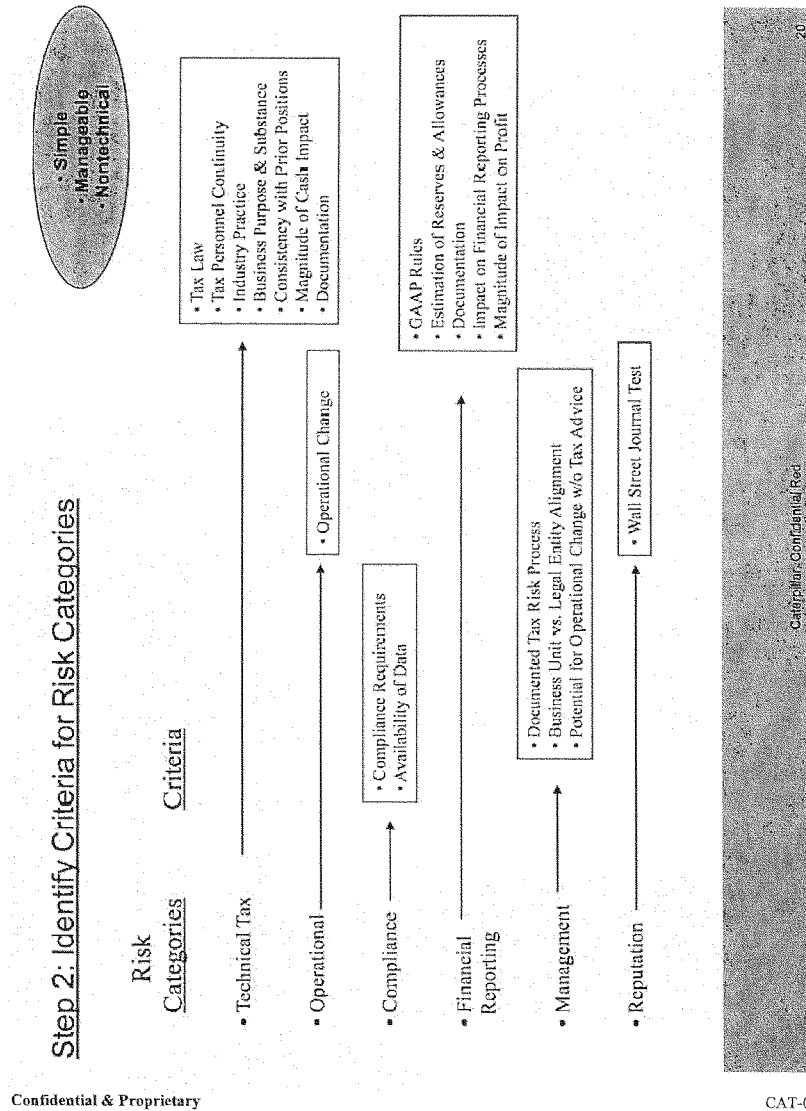 Step 2: Identify Criteria for Risk Categories
• Simple
• Manageable
• Nontechnical
Risk
Categories
Criteria
• Technical Tax
• Tax Law
• Tax Personnel Continuity
• Industry Practice
• Business Purpose & Substance
• Consistency with Prior Positions
• Magnitude of Cash Impact
• Documentation
• Operational
• Operational Change
• Compliance
• Compliance Requirements
• Availability of Data
• Financial
Reporting
• GAAP Rules
• Estimation of Reserves & Allowances
• Documentation
• Impact on Financial Reporting Processes
• Magnitude of Impact on Profit
• Management
• Documented Tax Risk Process
• Business Unit vs. Legal Entity Alignment
• Potential for Operational Change w/o Tax Advice
• Reputation
• Wall Street Journal Test
Caterpillar: Confidential Red
20
Confidential & Proprietary
CAT-0